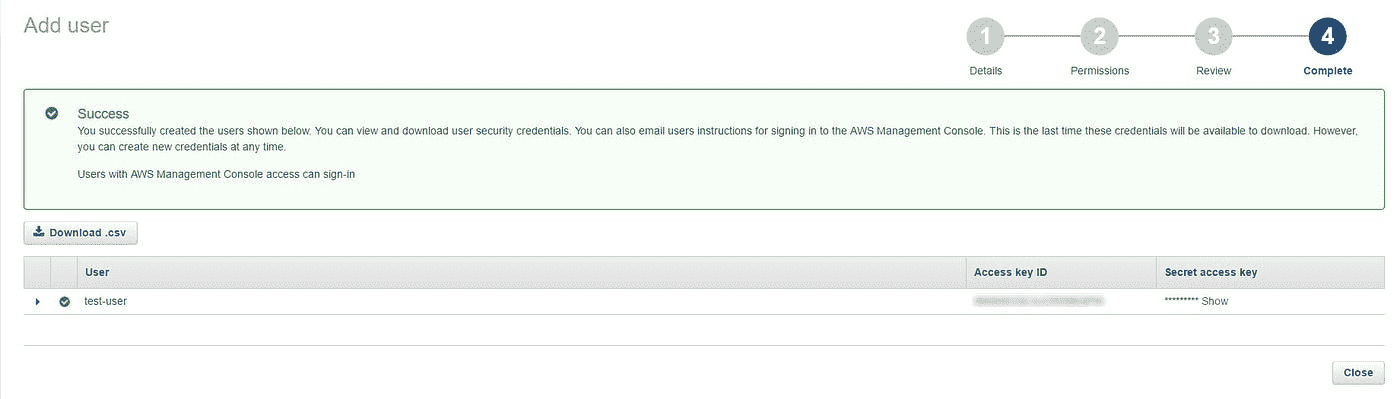 Add user
1 2 3 4
Details Permissions Review Complete
Success
You successfully created the users shown below. You can view and download user security credentials. You can also email users instructions for signing in to the AWS Management Console. This is the last time these credentials will be available to download. However,
you can create new credentials at any time.
Users with AWS Management Console access can sign-in
Download .csv
User Access key ID Secret access key
test-user ********* Show
Close